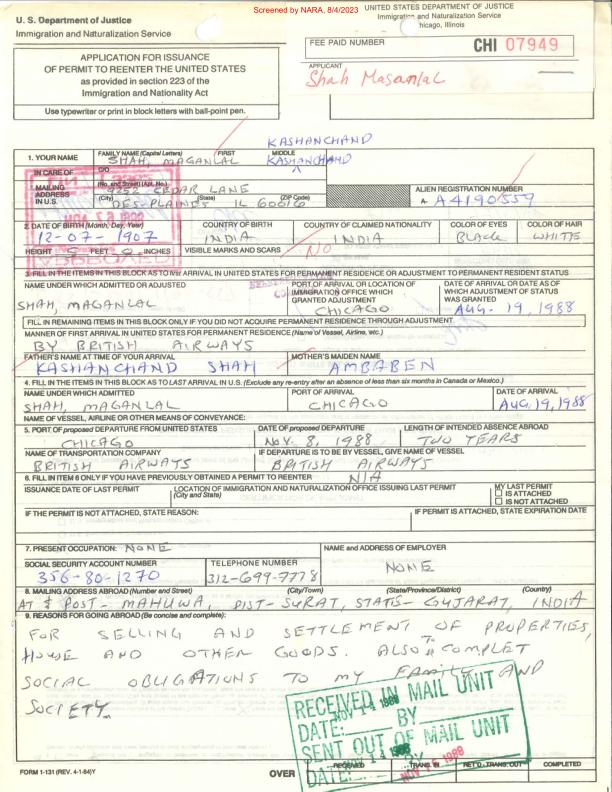 Screened by NARA, 8/4/2023
UNITED STATES DEPARTMENT OF JUSTICE
Immigration and Naturalization Service
Chicago, Illinois
U. S. Department of Justice
Immigration and Naturalization Service
FEE PAID NUMBER CHI 07949
APPLICANT
Shah Maganlal
APPLICATION FOR ISSUANCE
OF PERMIT TO REENTER THE UNITED STATES
as provided in section 223 of the
Immigration and Nationality Act
Use typewriter or print in block letters with ball-point pen.
KASHANCHAND
1. YOUR NAME FAMILY NAME (Capital Letters) FIRST MIDDLE
SHAH, MAGANLAL KASHANCHAND
IN CARE OF C/O
MAILING ADDRESS IN U.S. (No. and Street) (Apt. No.)
9252 CEDAR LANE
(City) (State) (ZIP Code)
DES-PLAINES IL 60016
ALIEN REGISTRATION NUMBER
A- A4190559
2. DATE OF BIRTH (Month, Day, Year) COUNTRY OF BIRTH COUNTRY OF CLAIMED NATIONALITY COLOR OF EYES COLOR OF HAIR
12-07-1907 INDIA INDIA BLACK WHITE
HEIGHT 5 FEET 0 INCHES VISIBLE MARKS AND SCARS NO
3. FILL IN THE ITEMS IN THIS BLOCK AS TO ARRIVAL IN UNITED STATES FOR PERMANENT RESIDENCE OR ADJUSTMENT TO PERMANENT RESIDENT STATUS
NAME UNDER WHICH ADMITTED OR ADJUSTED
SHAH, MAGANLAL
PORT OF ARRIVAL OR LOCATION OF IMMIGRATION OFFICE WHICH GRANTED ADJUSTMENT
CHICAGO
DATE OF ARRIVAL OR DATE AS OF WHICH ADJUSTMENT OF STATUS WAS GRANTED
AUG. 19, 1988
FILL IN REMAINING ITEMS IN THIS BLOCK ONLY IF YOU DID NOT ACQUIRE PERMANENT RESIDENCE THROUGH ADJUSTMENT
MANNER OF FIRST ARRIVAL IN UNITED STATES FOR PERMANENT RESIDENCE (Name of Vessel, Airline, etc.)
BY BRITISH AIRWAYS
FATHER'S NAME AT TIME OF YOUR ARRIVAL MOTHER'S MAIDEN NAME
KASHANCHAND SHAH AMBABEN
4. FILL IN THE ITEMS IN THIS BLOCK AS TO LAST ARRIVAL IN U.S. (Exclude any re-entry after an absence of less than six months in Canada or Mexico.)
NAME UNDER WHICH ADMITTED PORT OF ARRIVAL DATE OF ARRIVAL
SHAH, MAGANLAL CHICAGO AUG, 19, 1988
NAME OF VESSEL, AIRLINE OR OTHER MEANS OF CONVEYANCE:
5. PORT OF proposed DEPARTURE FROM UNITED STATES DATE OF proposed DEPARTURE LENGTH OF INTENDED ABSENCE ABROAD
CHICAGO NOV. 8, 1988 TWO YEARS
NAME OF TRANSPORTATION COMPANY IF DEPARTURE IS TO BE BY VESSEL, GIVE NAME OF VESSEL
BRITISH AIRWAYS BRITISH AIRWAYS
6. FILL IN ITEM 6 ONLY IF YOU HAVE PREVIOUSLY OBTAINED A PERMIT TO REENTER N/A
ISSUANCE DATE OF LAST PERMIT LOCATION OF IMMIGRATION AND NATURALIZATION OFFICE ISSUING LAST PERMIT
(City and State)
MY LAST PERMIT
☐ IS ATTACHED
☐ IS NOT ATTACHED
IF THE PERMIT IS NOT ATTACHED, STATE REASON: IF PERMIT IS ATTACHED, STATE EXPIRATION DATE
7. PRESENT OCCUPATION: NONE NAME and ADDRESS OF EMPLOYER
SOCIAL SECURITY ACCOUNT NUMBER TELEPHONE NUMBER NONE
356-80-1270 312-699-7778
8. MAILING ADDRESS ABROAD (Number and Street) (City/Town) (State/Province/District) (Country)
AT & POST - MAHUWA, DIST- SURAT, STATE- GUJARAT, INDIA
9. REASONS FOR GOING ABROAD (Be concise and complete):
FOR SELLING AND SETTLEMENT OF PROPERTIES,
HOUSE AND OTHER GOODS. ALSO TO COMPLET
SOCIAL OBLIGATIONS TO MY FAMILY AND
SOCIETY.
RECEIVED IN MAIL UNIT
DATE: NOV 14 1988 BY
SENT OUT OF MAIL UNIT
DATE: 14 1988 BY
NOV 15 1988
RECEIVED TRANS. IN RET'D-TRANS. OUT COMPLETED
FORM I-131 (REV. 4-1-84)Y
OVER